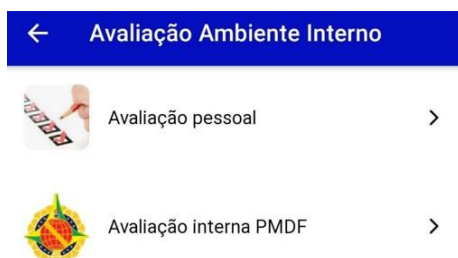 Avaliação Ambiente Interno
Avaliação pessoal
Avaliação interna PMDF